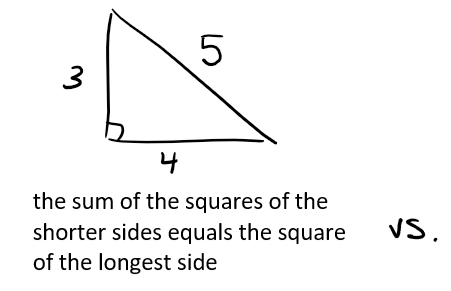 5
3
4
the sum of the squares of the
shorter sides equals the square
of the longest side
vs.